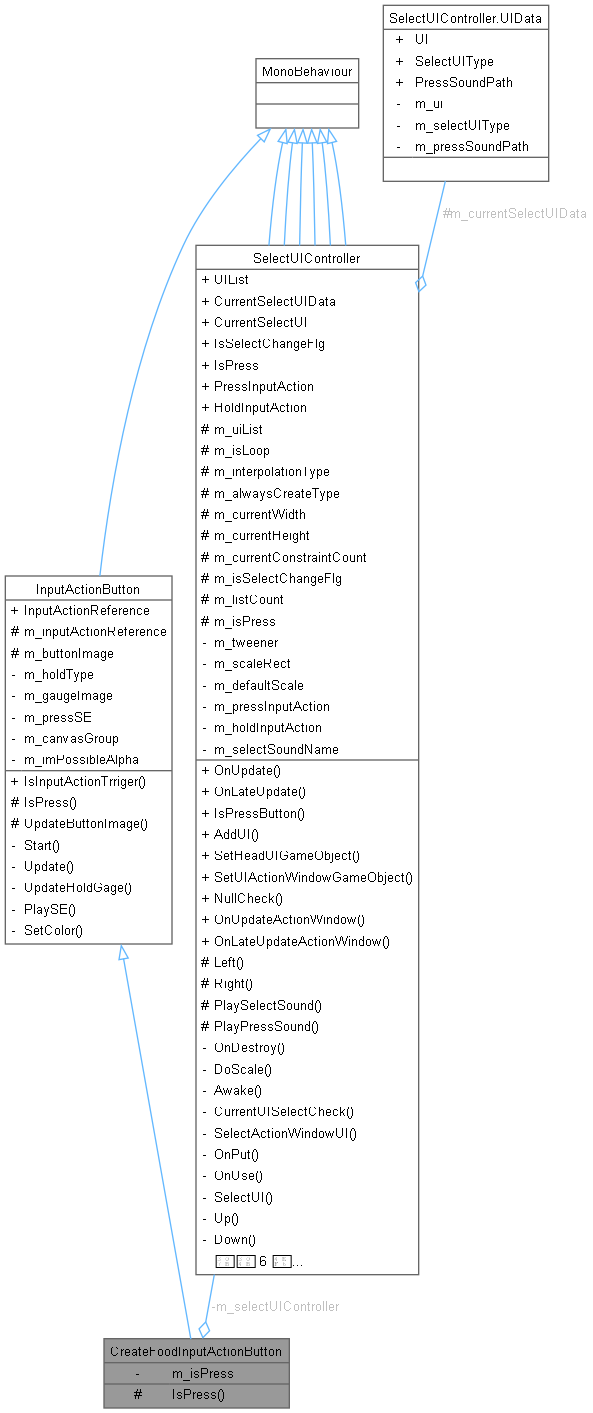 SelectUIController.UIData
+ UI
+ SelectUIType
+ PressSoundPath
- m_ui
- m_selectUIType
- m_pressSoundPath
MonoBehaviour
#m_currentSelectUIData
SelectUIController
+ UIList
+ CurrentSelectUIData
+ CurrentSelectUI
+ IsSelectChangeFlg
+ IsPress
+ PressInputAction
+ HoldInputAction
# m_uiList
# m_isLoop
# m_interpolationType
# m_alwaysCreateType
# m_currentWidth
# m_currentHeight
# m_currentConstraintCount
# m_isSelectChangeFlg
# m_listCount
# m_isPress
- m_tweener
- m_scaleRect
- m_defaultScale
- m_pressInputAction
- m_holdInputAction
- m_selectSoundName
+ OnUpdate()
+ OnLateUpdate()
+ IsPressButton()
+ AddUI()
+ SetHeadUIGameObject()
+ SetUIActionWindowGameObject()
+ NullCheck()
+ OnUpdateActionWindow()
+ OnLateUpdateActionWindow()
# Left()
# Right()
# PlaySelectSound()
# PlayPressSound()
- OnDestroy()
- DoScale()
- Awake()
- CurrentUISelectCheck()
- SelectActionWindowUI()
- OnPut()
- OnUse()
- SelectUI()
- Up()
- Down()
6 ...
InputActionButton
+ InputActionReference
# m_inputActionReference
# m_buttonImage
- m_holdType
- m_gaugeImage
- m_pressSE
- m_canvasGroup
- m_imPossibleAlpha
+ IsInputActionTrriger()
# IsPress()
# UpdateButtonImage()
- Start()
- Update()
- UpdateHoldGage()
- PlaySE()
- SetColor()
-m_selectUIController
CreateFoodInputActionButton
- m_isPress
# IsPress()